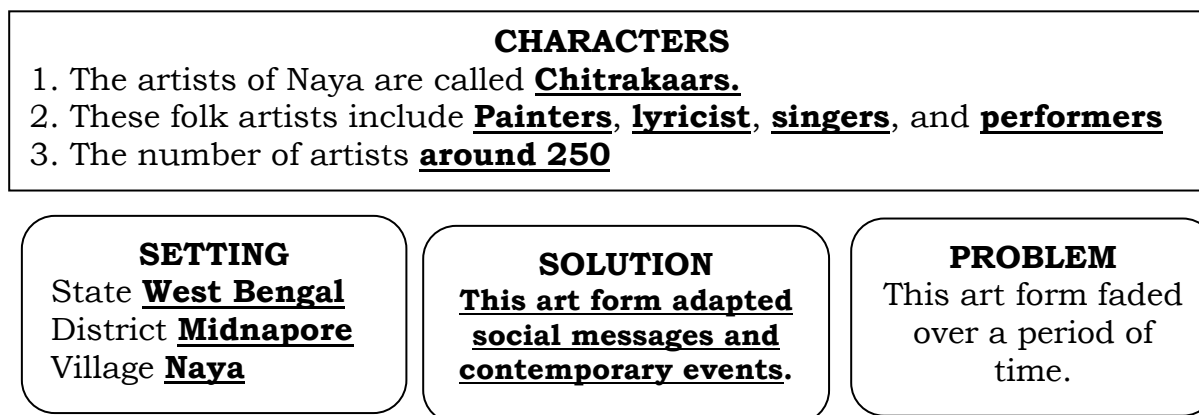 CHARACTERS
1. The artists of Naya are called Chitrakaars.
2. These folk artists include Painters, lyricist, singers, and performers
3. The number of artists around 250
SETTING
State West Bengal
District Midnapore
Village Naya
SOLUTION
This art form adapted
social messages and
contemporary events.
PROBLEM
This art form faded
over a period of
time.